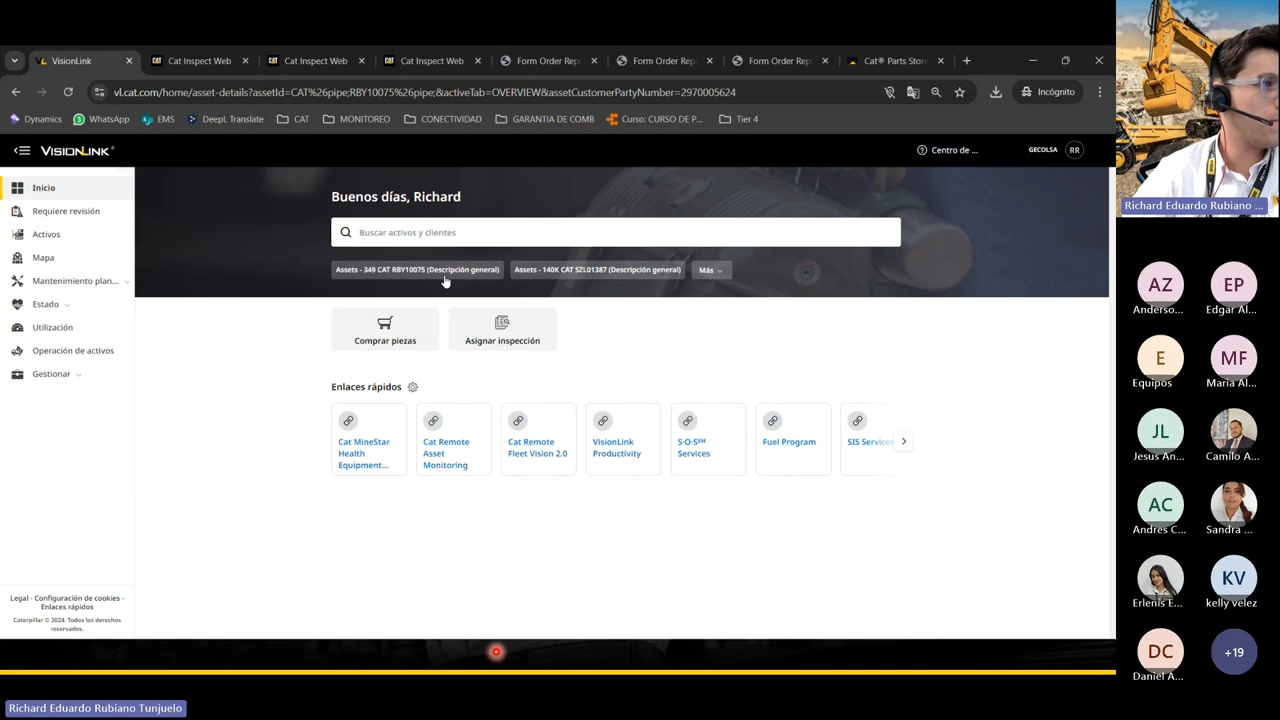 VisionLink
Cat Inspect Web
Cat Inspect Web
Cat Inspect Web
Form Order Rep
Form Order Rep
Form Order Rep
Cat® Parts Store
vl.cat.com/home/asset-details?assetId=CAT%26pipe;RBY10075%26pipe;&activeTab=OVERVIEW&assetCustomerPartNumber=2970005624
Incógnito
Dynamics
WhatsApp
EMS
DeepL Translate
CAT
MONITOREO
CONECTIVIDAD
GARANTIA DE COMB
Curso: CURSO DE P...
Tier 4
VISIONLINK®
Centro de ...
GECOLSA
RR
Inicio
Requiere revisión
Activos
Mapa
Mantenimiento plan...
Estado
Utilización
Operación de activos
Gestionar
Legal - Configuración de cookies -
Enlaces rápidos
Caterpillar © 2024. Todos los derechos
reservados.
Buenos días, Richard
Buscar activos y clientes
Assets - 349 CAT RBY10075 (Descripción general)
Assets - 140K CAT SZL01387 (Descripción general)
Más
Comprar piezas
Asignar inspección
Enlaces rápidos
Cat MineStar
Health
Equipment...
Cat Remote
Asset
Monitoring
Cat Remote
Fleet Vision 2.0
VisionLink
Productivity
S·O·S℠
Services
Fuel Program
SIS Services
Richard Eduardo Rubiano ...
AZ
Anderso...
EP
Edgar Al...
E
Equipos
MF
Maria Al...
JL
Jesus An...
Camilo A...
AC
Andres C...
Sandra ...
Erlenis E...
KV
kelly velez
DC
Daniel A...
+19
Richard Eduardo Rubiano Tunjuelo